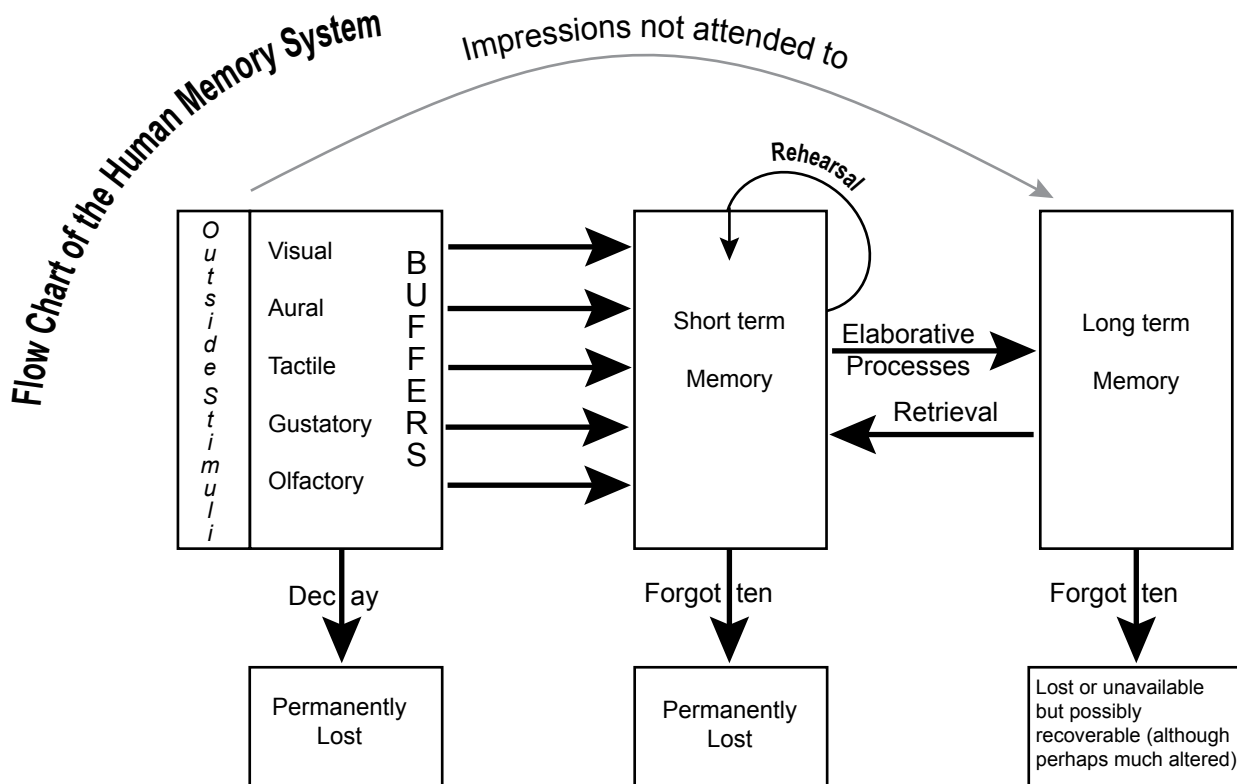 Flow Chart of the Human Memory System
Impressions not attended to
Rehearsal
Outside Stimuli
Visual
Aural
Tactile
Gustatory
Olfactory
BUFFERS
Short term
Memory
Elaborative
Processes
Retrieval
Long term
Memory
Decay
Forgotten
Forgotten
Permanently
Lost
Permanently
Lost
Lost or unavailable
but possibly
recoverable (although
perhaps much altered)